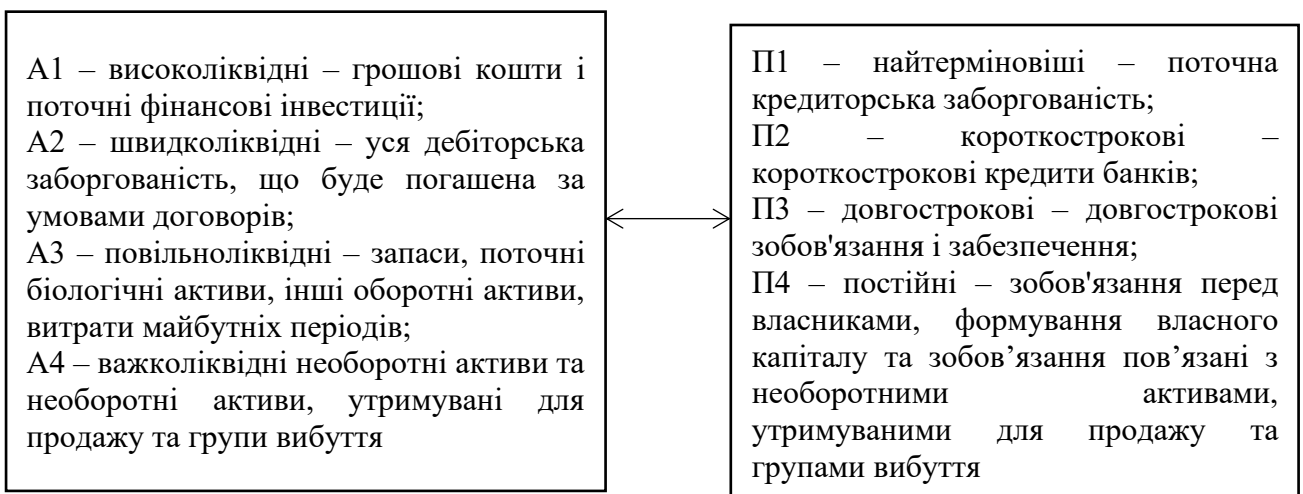 А1 – високоліквідні – грошові кошти і
поточні фінансові інвестиції;
А2 – швидколіквідні – уся дебіторська
заборгованість, що буде погашена за
умовами договорів;
А3 – повільноліквідні – запаси, поточні
біологічні активи, інші оборотні активи,
витрати майбутніх періодів;
А4 – важколіквідні необоротні активи та
необоротні активи, утримувані для
продажу та групи вибуття
П1 – найтерміновіші – поточна
кредиторська заборгованість;
П2 – короткострокові –
короткострокові кредити банків;
П3 – довгострокові – довгострокові
зобов'язання і забезпечення;
П4 – постійні – зобов'язання перед
власниками, формування власного
капіталу та зобов’язання пов’язані з
необоротними активами,
утримуваними для продажу та
групами вибуття